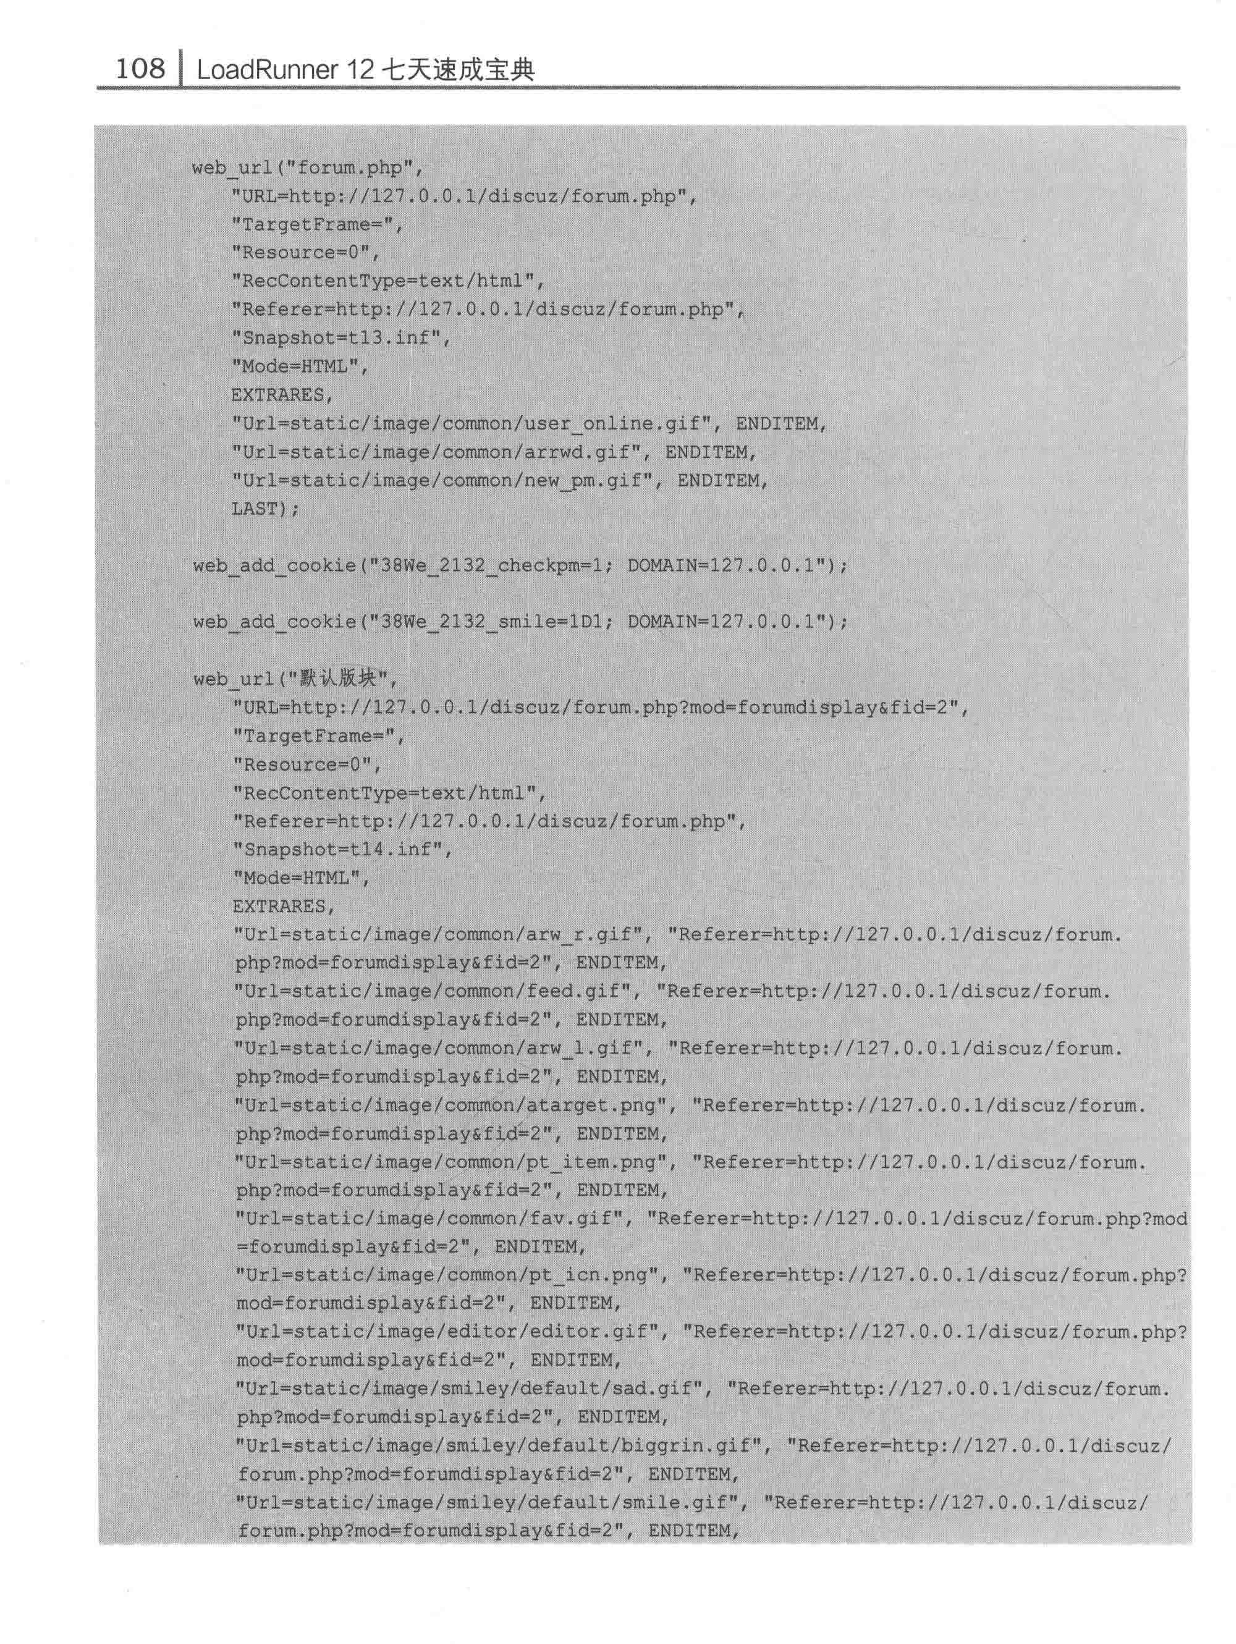 108 LoadRunner 12 七天速成宝典
web_url("forum.php",
"URL=http://127.0.0.1/discuz/forum.php",
"TargetFrame=",
"Resource=0",
"RecContentType=text/html",
"Referer=http://127.0.0.1/discuz/forum.php",
"Snapshot=t13.inf",
"Mode=HTML",
EXTRARES,
"Url=static/image/common/user_online.gif", ENDITEM,
"Url=static/image/common/arrwd.gif", ENDITEM,
"Url=static/image/common/new_pm.gif", ENDITEM,
LAST);
web_add_cookie("38We_2132_checkpm=1; DOMAIN=127.0.0.1");
web_add_cookie("38We_2132_smile=1D1; DOMAIN=127.0.0.1");
web_url("默认版块",
"URL=http://127.0.0.1/discuz/forum.php?mod=forumdisplay&fid=2",
"TargetFrame=",
"Resource=0",
"RecContentType=text/html",
"Referer=http://127.0.0.1/discuz/forum.php",
"Snapshot=t14.inf",
"Mode=HTML",
EXTRARES,
"Url=static/image/common/arw_r.gif", "Referer=http://127.0.0.1/discuz/forum.
php?mod=forumdisplay&fid=2", ENDITEM,
"Url=static/image/common/feed.gif", "Referer=http://127.0.0.1/discuz/forum.
php?mod=forumdisplay&fid=2", ENDITEM,
"Url=static/image/common/arw_l.gif", "Referer=http://127.0.0.1/discuz/forum.
php?mod=forumdisplay&fid=2", ENDITEM,
"Url=static/image/common/atarget.png", "Referer=http://127.0.0.1/discuz/forum.
php?mod=forumdisplay&fid=2", ENDITEM,
"Url=static/image/common/pt_item.png", "Referer=http://127.0.0.1/discuz/forum.
php?mod=forumdisplay&fid=2", ENDITEM,
"Url=static/image/common/fav.gif", "Referer=http://127.0.0.1/discuz/forum.php?mod
=forumdisplay&fid=2", ENDITEM,
"Url=static/image/common/pt_icn.png", "Referer=http://127.0.0.1/discuz/forum.php?
mod=forumdisplay&fid=2", ENDITEM,
"Url=static/image/editor/editor.gif", "Referer=http://127.0.0.1/discuz/forum.php?
mod=forumdisplay&fid=2", ENDITEM,
"Url=static/image/smiley/default/sad.gif", "Referer=http://127.0.0.1/discuz/forum.
php?mod=forumdisplay&fid=2", ENDITEM,
"Url=static/image/smiley/default/biggrin.gif", "Referer=http://127.0.0.1/discuz/
forum.php?mod=forumdisplay&fid=2", ENDITEM,
"Url=static/image/smiley/default/smile.gif", "Referer=http://127.0.0.1/discuz/
forum.php?mod=forumdisplay&fid=2", ENDITEM,